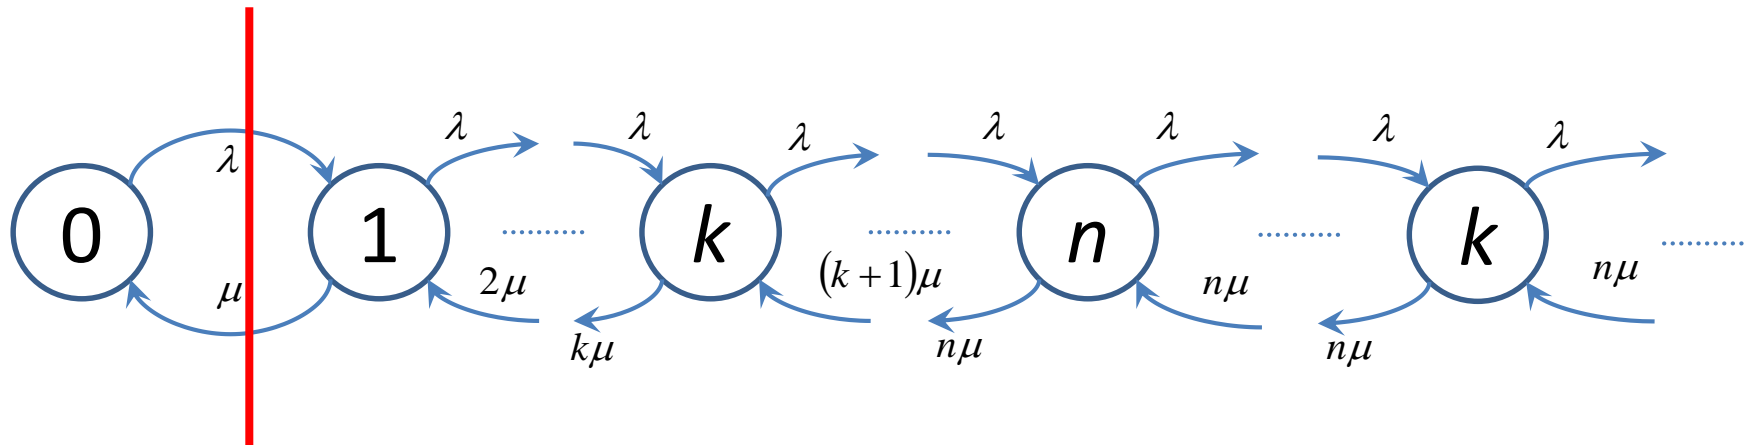 λ λ λ λ λ λ λ
λ
0 1 k n k
μ 2μ (k + 1)μ nμ nμ
kμ nμ nμ